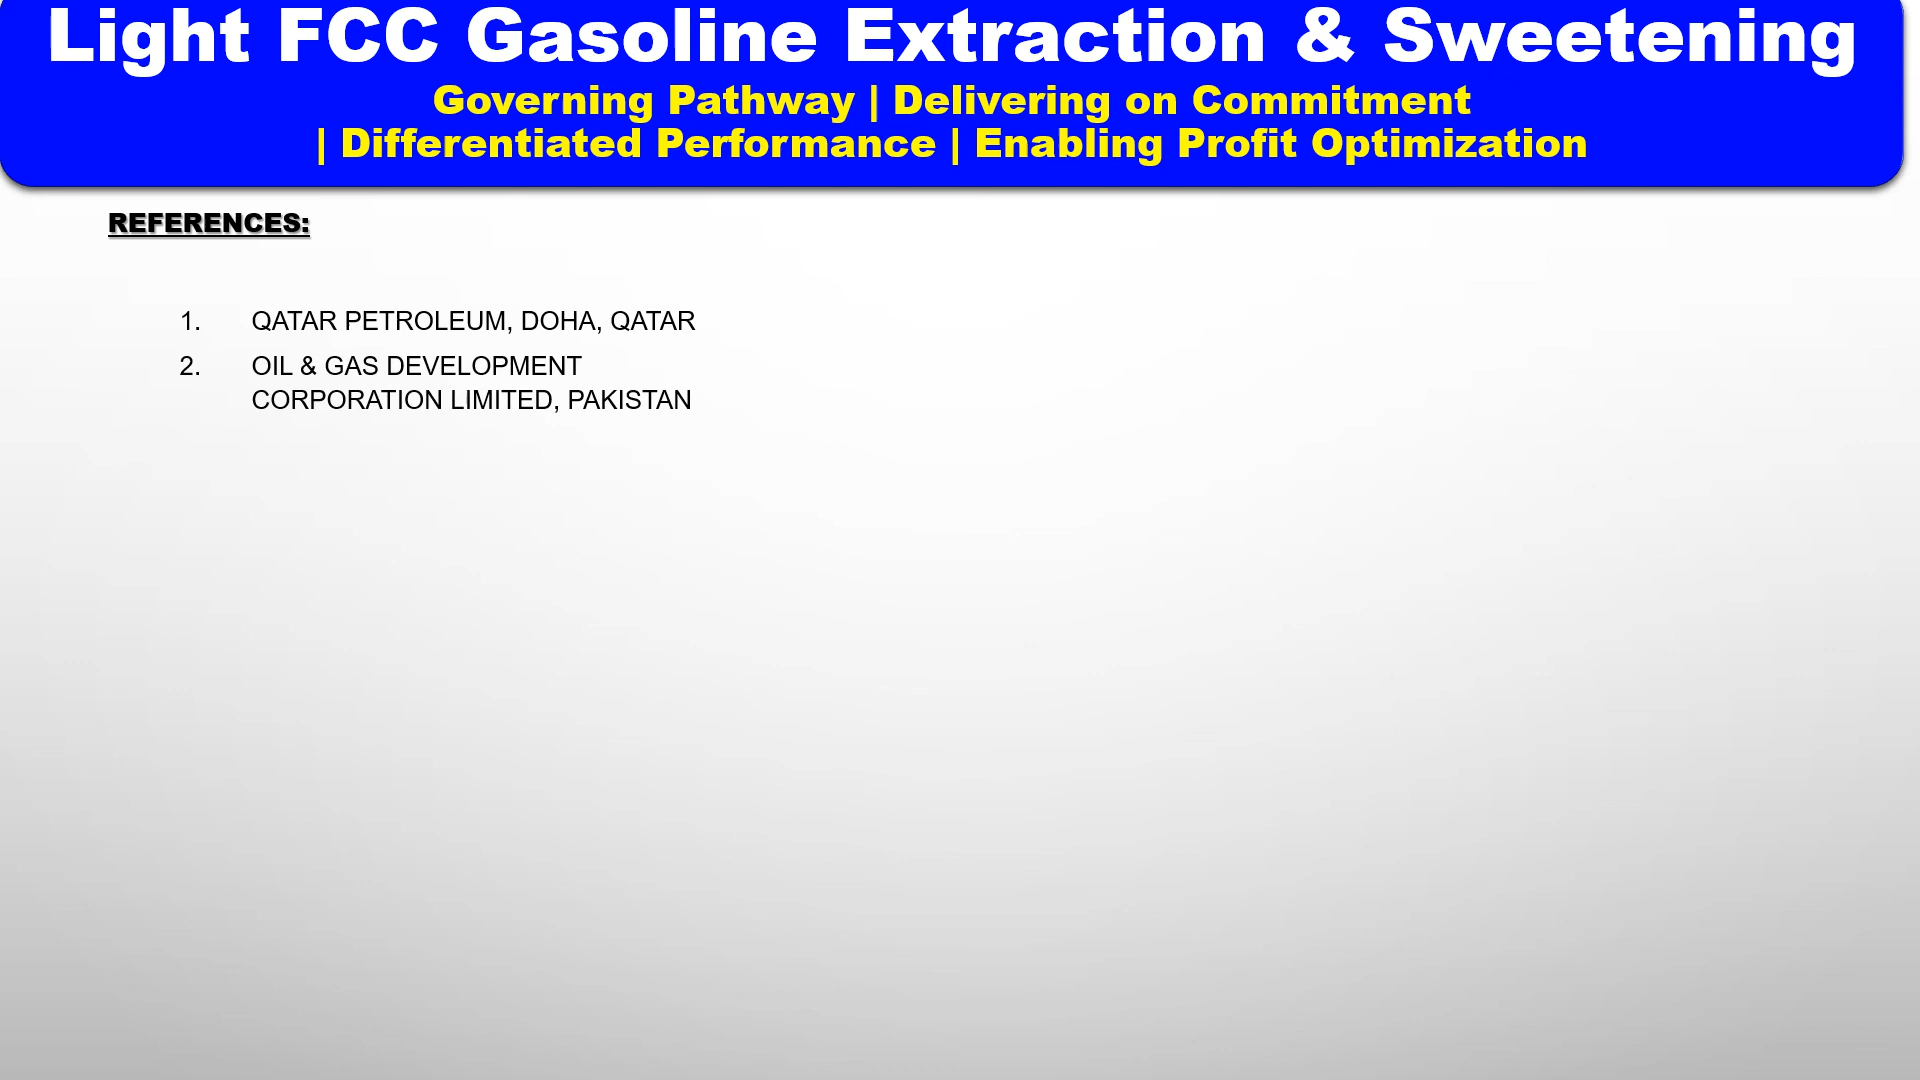 Light FCC Gasoline Extraction & Sweetening
Governing Pathway | Delivering on Commitment
| Differentiated Performance | Enabling Profit Optimization
REFERENCES:
1. QATAR PETROLEUM, DOHA, QATAR
2. OIL & GAS DEVELOPMENT
CORPORATION LIMITED, PAKISTAN